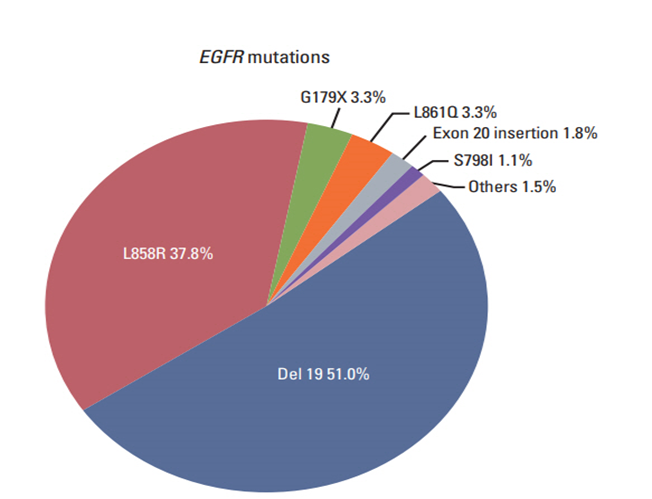 EGFR mutations
G179X 3.3%
L861Q 3.3%
Exon 20 insertion 1.8%
S798I 1.1%
Others 1.5%
L858R 37.8%
Del 19 51.0%